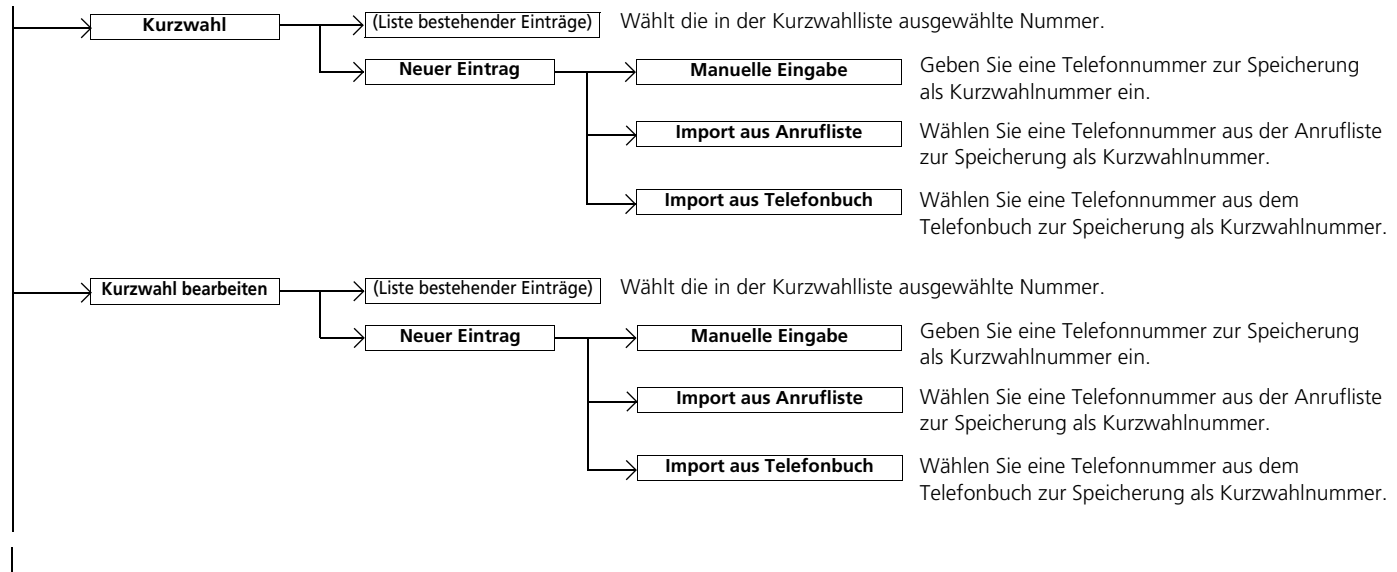 Kurzwahl
(Liste bestehender Einträge)
Wählt die in der Kurzwahlliste ausgewählte Nummer.
Neuer Eintrag
Manuelle Eingabe
Geben Sie eine Telefonnummer zur Speicherung
als Kurzwahlnummer ein.
Import aus Anrufliste
Wählen Sie eine Telefonnummer aus der Anrufliste
zur Speicherung als Kurzwahlnummer.
Import aus Telefonbuch
Wählen Sie eine Telefonnummer aus dem
Telefonbuch zur Speicherung als Kurzwahlnummer.
Kurzwahl bearbeiten
(Liste bestehender Einträge)
Wählt die in der Kurzwahlliste ausgewählte Nummer.
Neuer Eintrag
Manuelle Eingabe
Geben Sie eine Telefonnummer zur Speicherung
als Kurzwahlnummer ein.
Import aus Anrufliste
Wählen Sie eine Telefonnummer aus der Anrufliste
zur Speicherung als Kurzwahlnummer.
Import aus Telefonbuch
Wählen Sie eine Telefonnummer aus dem
Telefonbuch zur Speicherung als Kurzwahlnummer.